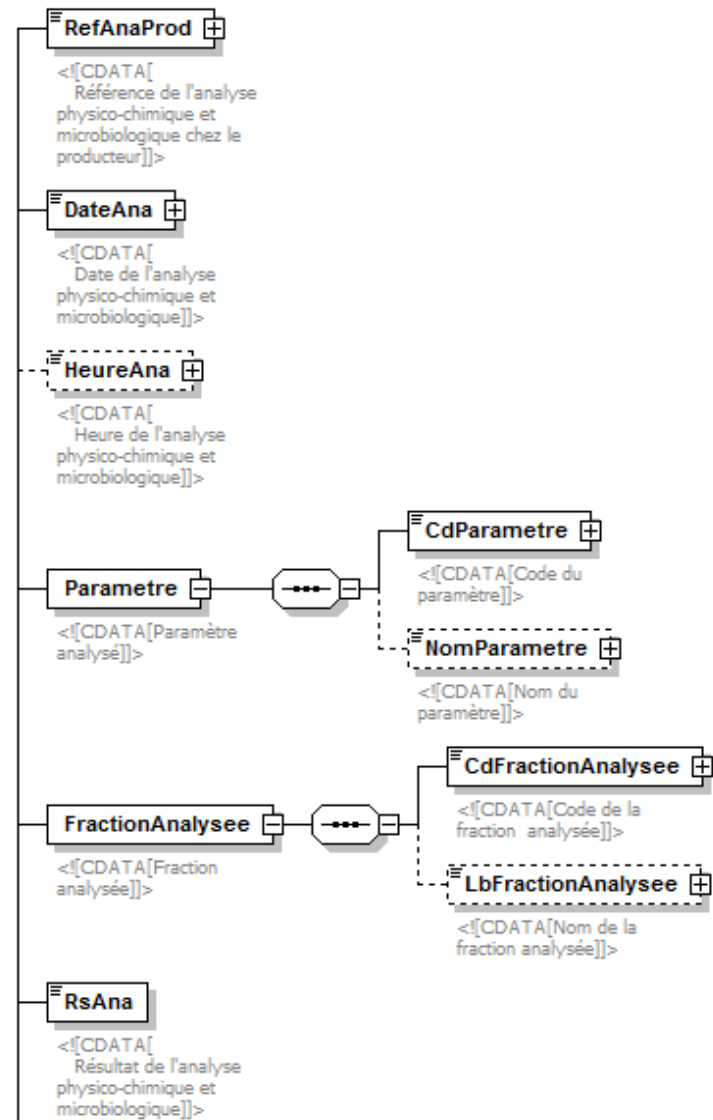 RefAnaProd
<![CDATA[
Référence de l'analyse
physico-chimique et
microbiologique chez le
producteur]]>
DateAna
<![CDATA[
Date de l'analyse
physico-chimique et
microbiologique]]>
HeureAna
<![CDATA[
Heure de l'analyse
physico-chimique et
microbiologique]]>
Parametre
<![CDATA[Paramètre
analysé]]>
CdParametre
<![CDATA[Code du
paramètre]]>
NomParametre
<![CDATA[Nom du
paramètre]]>
FractionAnalysee
<![CDATA[Fraction
analysée]]>
CdFractionAnalysee
<![CDATA[Code de la
fraction  analysée]]>
LbFractionAnalysee
<![CDATA[Nom de la
fraction analysée]]>
RsAna
<![CDATA[
Résultat de l'analyse
physico-chimique et
microbiologique]]>